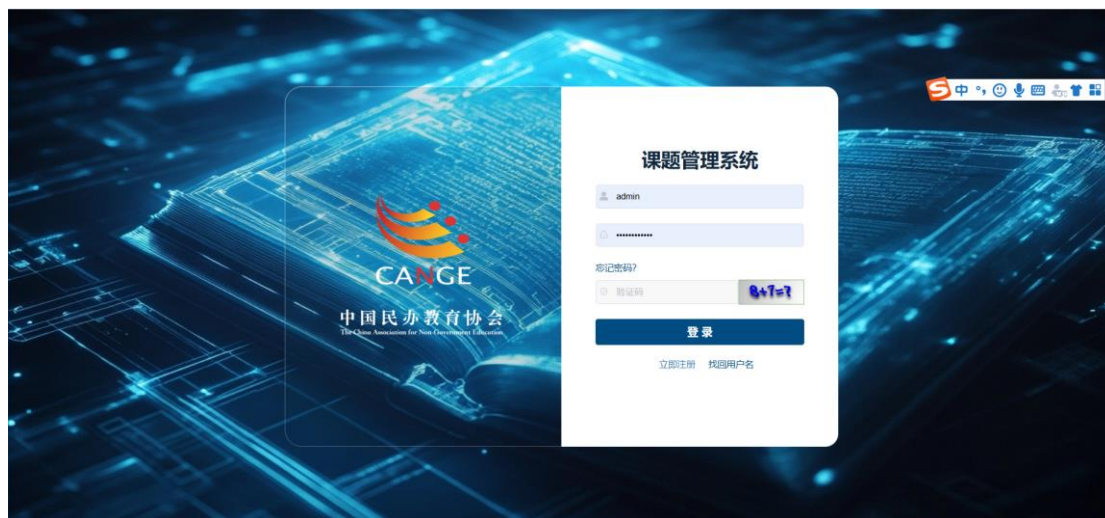 中
课题管理系统
admin
••••••••••••
忘记密码?
验证码
8+7=?
登 录
立即注册 找回用户名
CANGE
中国民办教育协会
The China Association for Non-Government Education